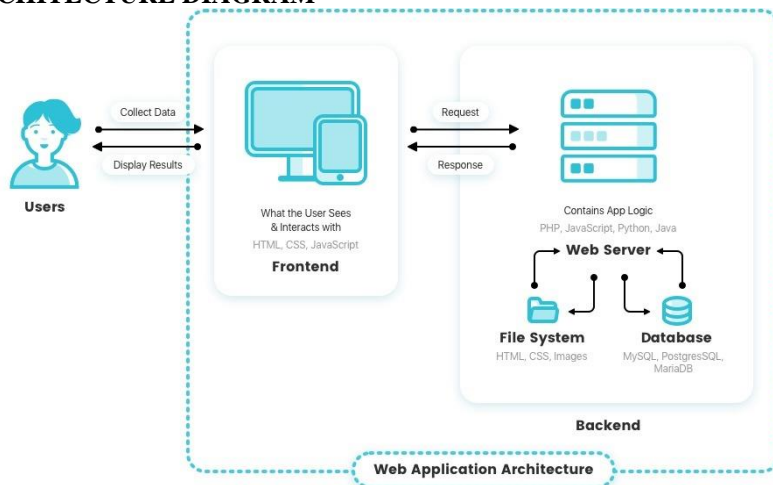 CHITECTURE DIAGRAM
Collect Data
Display Results
Users
What the User Sees
& Interacts with
HTML, CSS, JavaScript
Frontend
Request
Response
Contains App Logic
PHP, JavaScript, Python, Java
Web Server
File System
HTML, CSS, Images
Database
MySQL, PostgresSQL,
MariaDB
Backend
Web Application Architecture